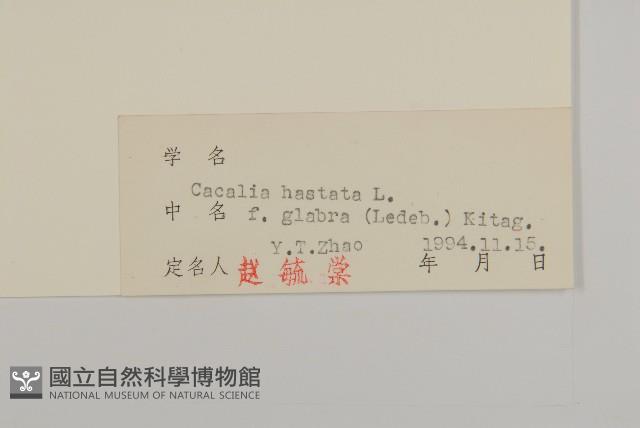 学 名
Cacalia hastata L.
中 名 f. glabra (Ledeb.) Kitag.
Y.T.Zhao 1994.11.15.
定名人 赵 毓 棠 年 月 日
國立自然科學博物館
NATIONAL MUSEUM OF NATURAL SCIENCE